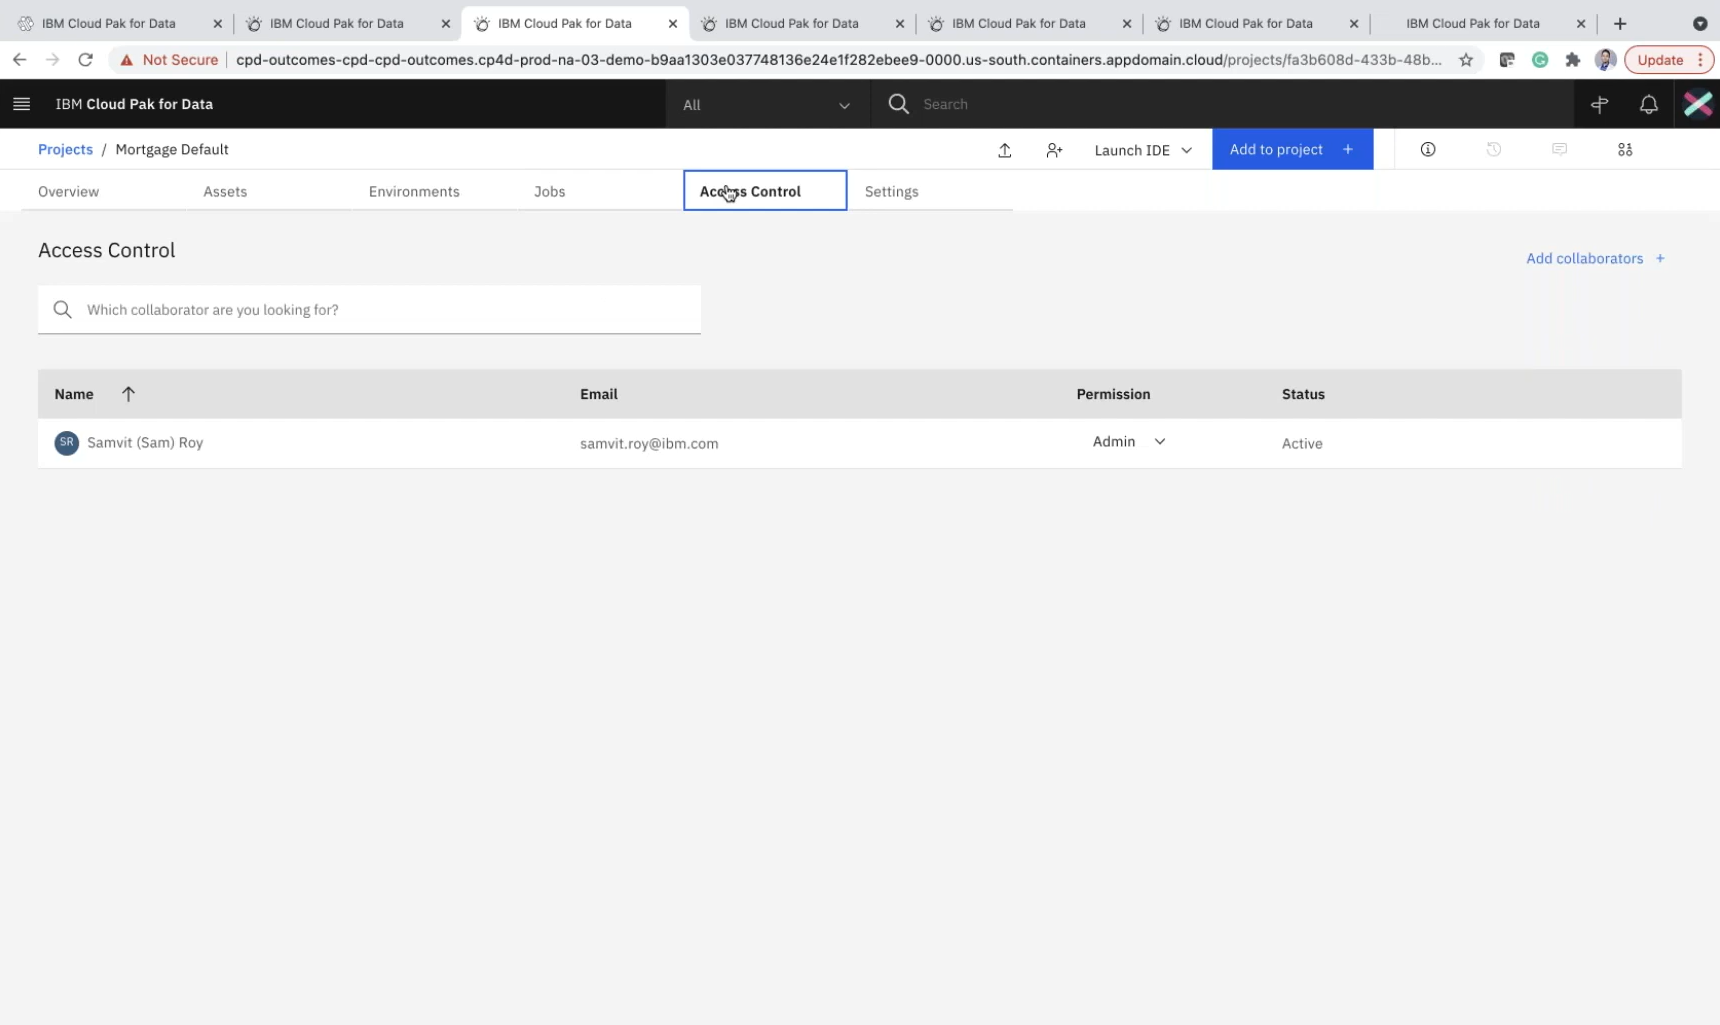 IBM Cloud Pak for Data IBM Cloud Pak for Data IBM Cloud Pak for Data IBM Cloud Pak for Data IBM Cloud Pak for Data IBM Cloud Pak for Data IBM Cloud Pak for Data
Not Secure cpd-outcomes-cpd-cpd-outcomes.cp4d-prod-na-03-demo-b9aa1303e037748136e24e1f282ebee9-0000.us-south.containers.appdomain.cloud/projects/fa3b608d-433b-48b... Update
IBM Cloud Pak for Data All Search
Projects / Mortgage Default Launch IDE Add to project +
Overview Assets Environments Jobs Access Control Settings
Access Control
Add collaborators +
Which collaborator are you looking for?
Name Email Permission Status
SR Samvit (Sam) Roy samvit.roy@ibm.com Admin Active